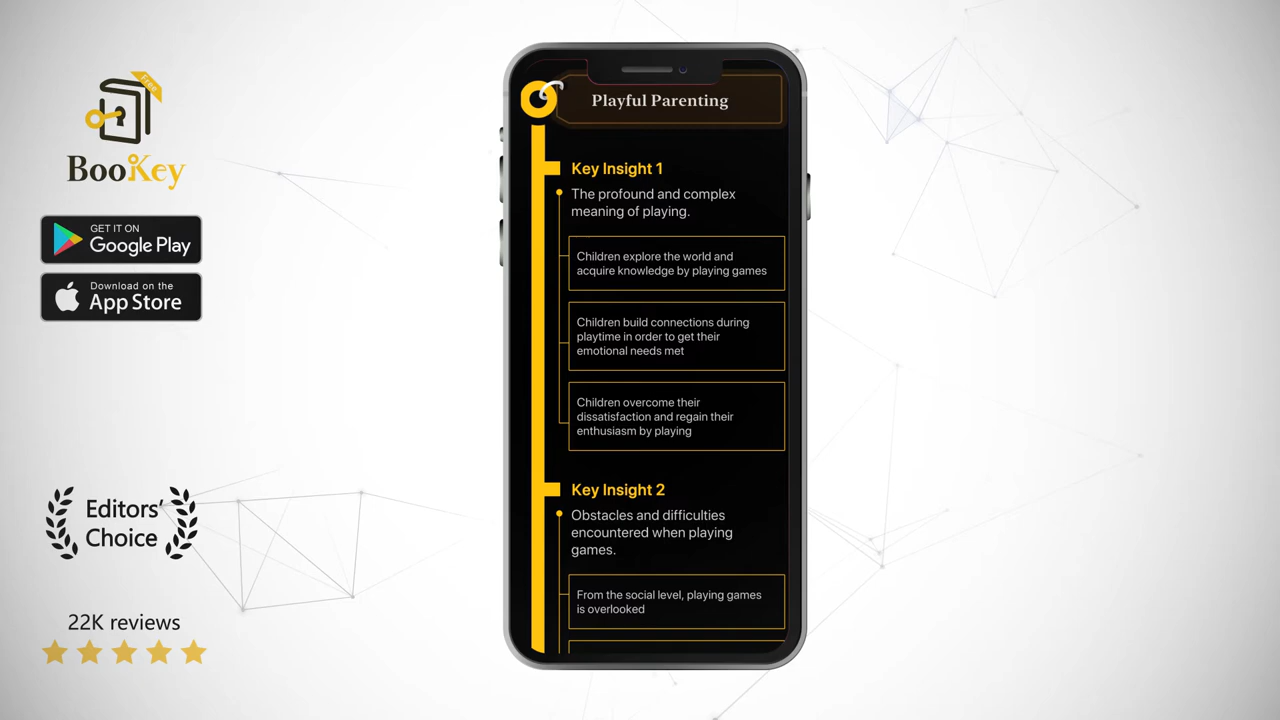 Free
BooKey
GET IT ON
Google Play
Download on the
App Store
Editors'
Choice
22K reviews
Playful Parenting
Key Insight 1
The profound and complex
meaning of playing.
Children explore the world and
acquire knowledge by playing games
Children build connections during
playtime in order to get their
emotional needs met
Children overcome their
dissatisfaction and regain their
enthusiasm by playing
Key Insight 2
Obstacles and difficulties
encountered when playing
games.
From the social level, playing games
is overlooked